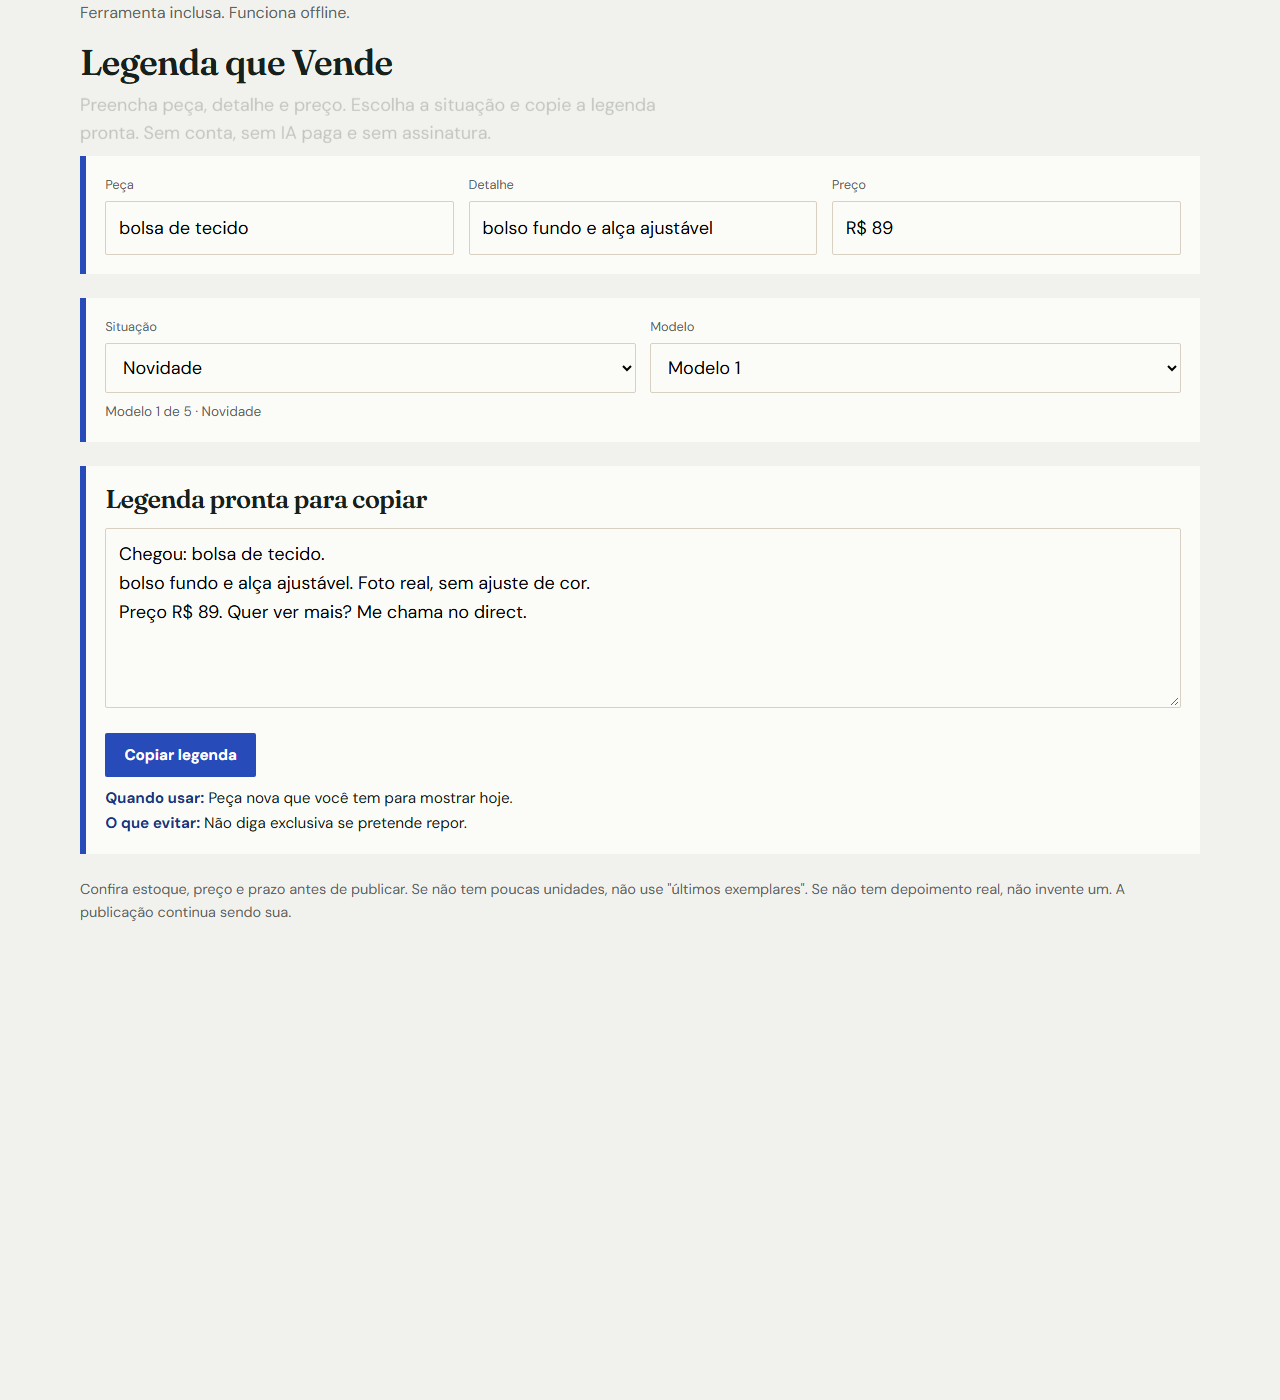 Ferramenta inclusa. Funciona offline.
Legenda que Vende
Preencha peça, detalhe e preço. Escolha a situação e copie a legenda
pronta. Sem conta, sem IA paga e sem assinatura.
Peça
Detalhe
Preço
bolsa de tecido
bolso fundo e alça ajustável
R$ 89
Situação
Modelo
Novidade
Modelo 1
Modelo 1 de 5 · Novidade
Legenda pronta para copiar
Chegou: bolsa de tecido.
bolso fundo e alça ajustável. Foto real, sem ajuste de cor.
Preço R$ 89. Quer ver mais? Me chama no direct.
Copiar legenda
Quando usar: Peça nova que você tem para mostrar hoje.
O que evitar: Não diga exclusiva se pretende repor.
Confira estoque, preço e prazo antes de publicar. Se não tem poucas unidades, não use "últimos exemplares". Se não tem depoimento real, não invente um. A
publicação continua sendo sua.